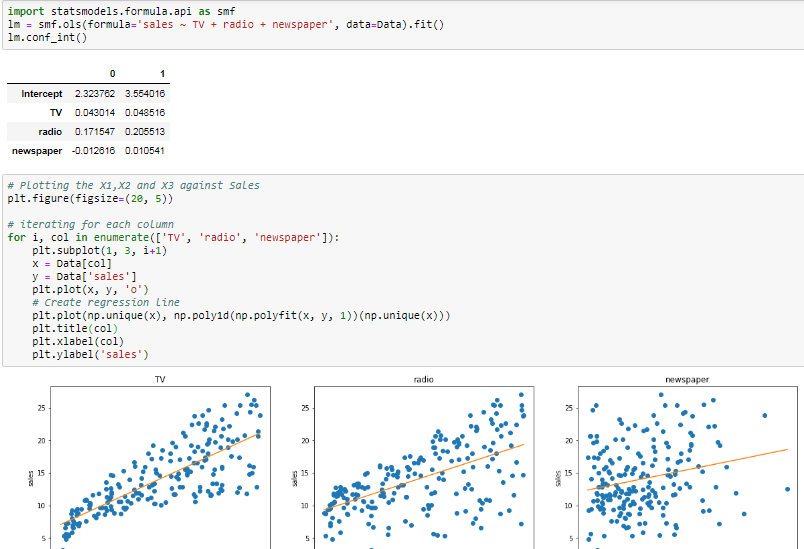 import statsmodels.formula.api as smf
lm = smf.ols(formula='sales ~ TV + radio + newspaper', data=Data).fit()
lm.conf_int()
0 1
Intercept 2.323762 3.554016
TV 0.043014 0.048516
radio 0.171547 0.205513
newspaper -0.012616 0.010541
# Plotting the X1,X2 and X3 against Sales
plt.figure(figsize=(20, 5))
# iterating for each column
for i, col in enumerate(['TV', 'radio', 'newspaper']):
plt.subplot(1, 3, i+1)
x = Data[col]
y = Data['sales']
plt.plot(x, y, 'o')
# Create regression line
plt.plot(np.unique(x), np.poly1d(np.polyfit(x, y, 1))(np.unique(x)))
plt.title(col)
plt.xlabel(col)
plt.ylabel('sales')
TV
25
20
15
10
5
sales
radio
25
20
15
10
5
sales
newspaper
25
20
15
10
5
sales